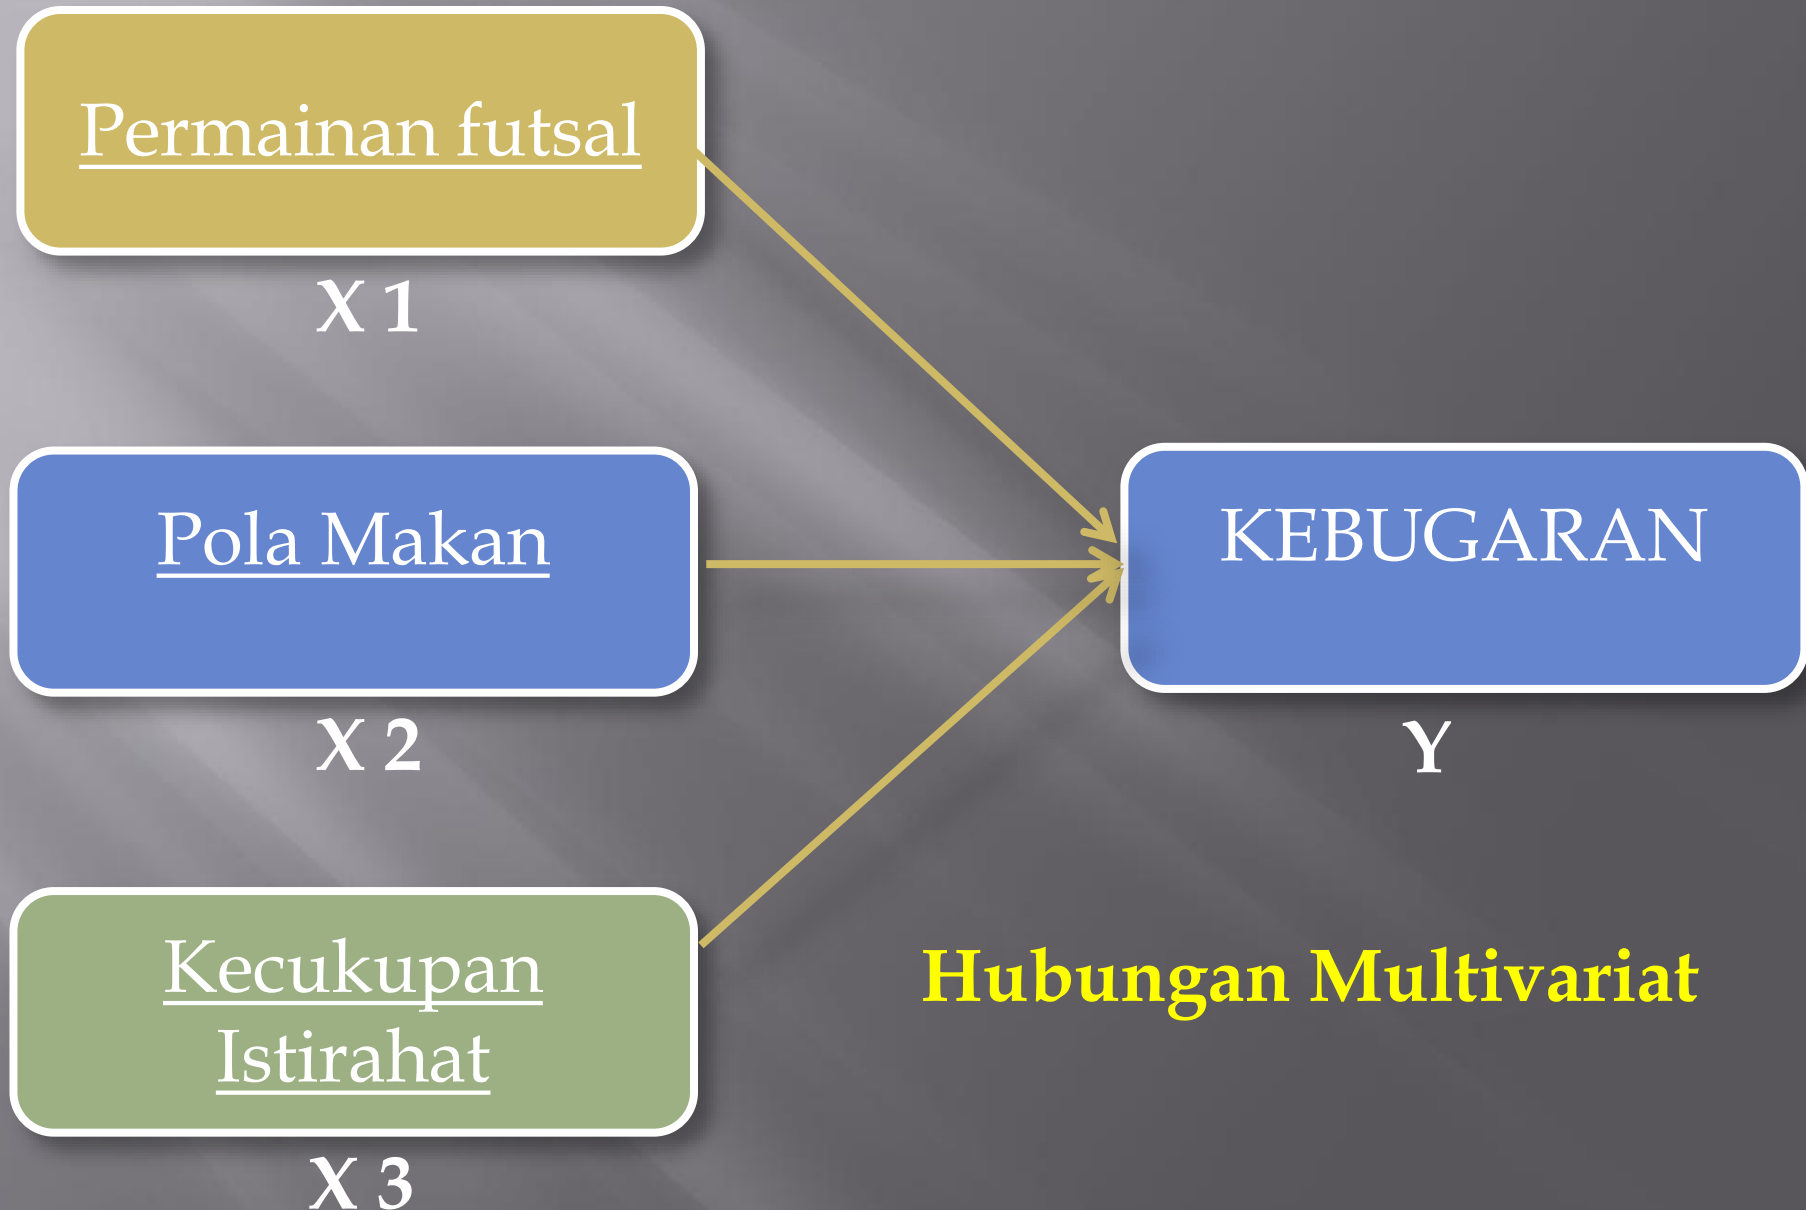 Permainan futsal
X 1
Pola Makan
X 2
KEBUGARAN
Y
Kecukupan
Istirahat
X 3
Hubungan Multivariat